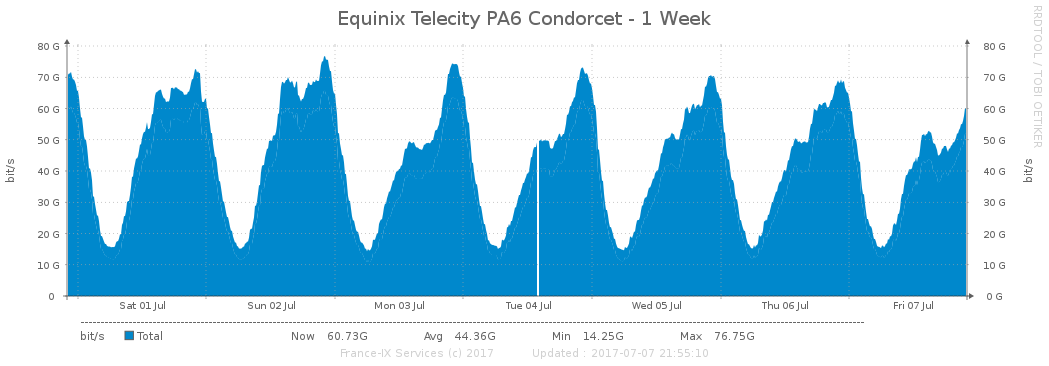 Equinix Telecity PA6 Condorcet - 1 Week
RRDTOOL / TOBI OETIKER
bit/s
80 G
70 G
60 G
50 G
40 G
30 G
20 G
10 G
0
80 G
70 G
60 G
50 G
40 G
30 G
20 G
10 G
0 G
bit/s
Sat 01 Jul Sun 02 Jul Mon 03 Jul Tue 04 Jul Wed 05 Jul Thu 06 Jul Fri 07 Jul
bit/s Total Now 60.73G Avg 44.36G Min 14.25G Max 76.75G
France-IX Services (c) 2017 Updated : 2017-07-07 21:55:10